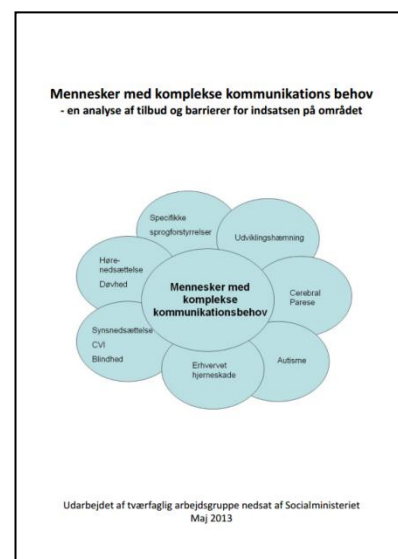 Mennesker med komplekse kommunikations behov
- en analyse af tilbud og barrierer for indsatsen på området
Specifikke
sprogforstyrrelser
Udviklingshæmning
Høre-
nedsættelse
Døvhed
Mennesker med
komplekse
kommunikationsbehov
Cerebral
Parese
Synsnedsættelse
CVI
Blindhed
Erhvervet
hjerneskade
Autisme
Udarbejdet af tværfaglig arbejdsgruppe nedsat af Socialministeriet
Maj 2013